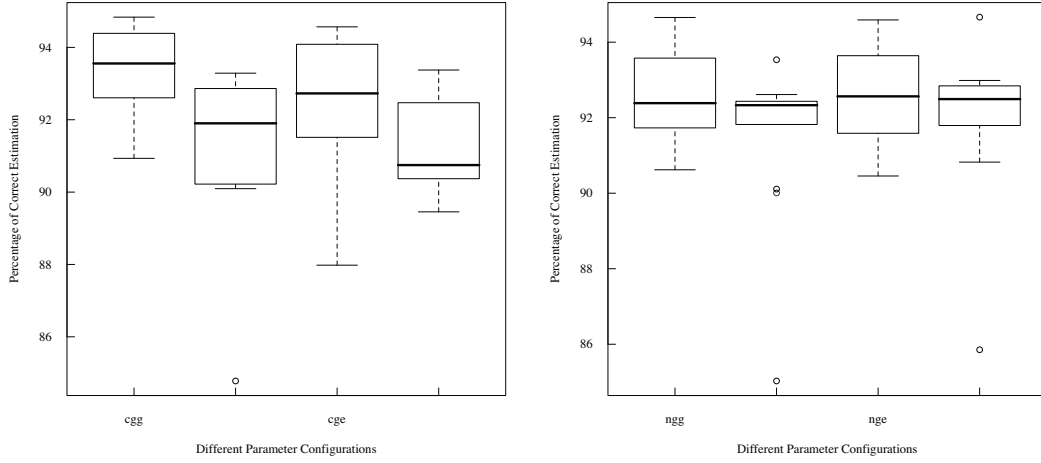 Percentage of Correct Estimation
94
92
90
88
86
cgg cge
Different Parameter Configurations
Percentage of Correct Estimation
94
92
90
88
86
ngg nge
Different Parameter Configurations